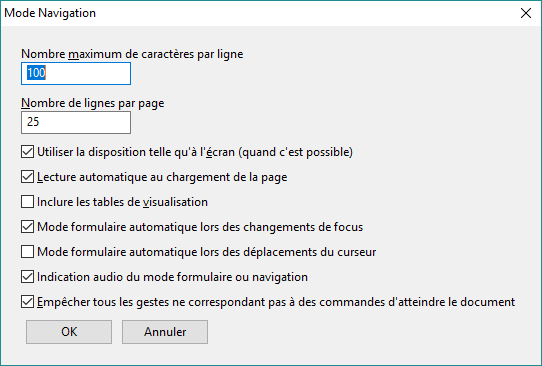 Mode Navigation
Nombre maximum de caractères par ligne
100
Nombre de lignes par page
25
Utiliser la disposition telle qu'à l'écran (quand c'est possible)
Lecture automatique au chargement de la page
Inclure les tables de visualisation
Mode formulaire automatique lors des changements de focus
Mode formulaire automatique lors des déplacements du curseur
Indication audio du mode formulaire ou navigation
Empêcher tous les gestes ne correspondant pas à des commandes d'atteindre le document
OK Annuler